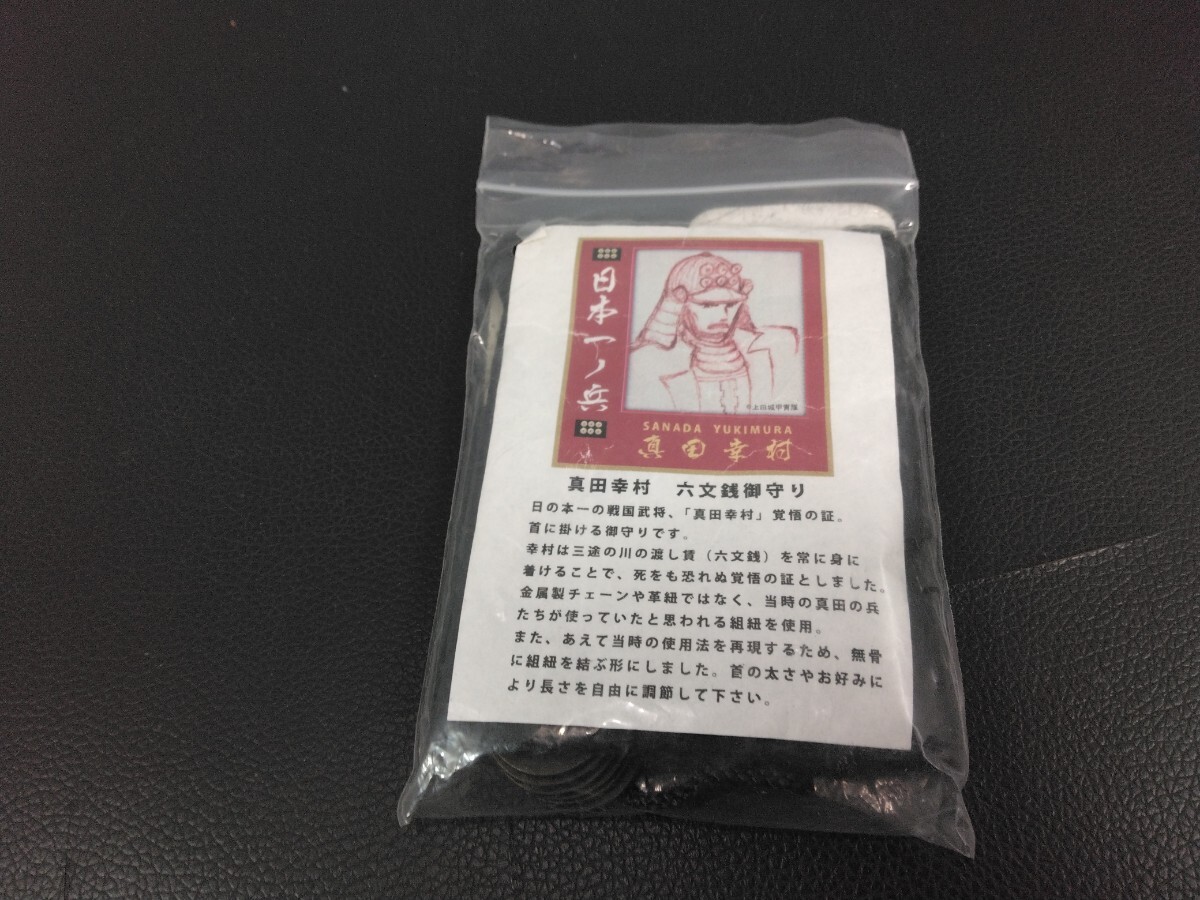 日本一ノ兵
©上田城甲冑隊
SANADA YUKIMURA
真田幸村
真田幸村　六文銭御守り
日の本一の戦国武将、「真田幸村」覚悟の証。
首に掛ける御守りです。
幸村は三途の川の渡し賃（六文銭）を常に身に
着けることで、死をも恐れぬ覚悟の証としました。
金属製チェーンや革紐ではなく、当時の真田の兵
たちが使っていたと思われる組紐を使用。
また、あえて当時の使用法を再現するため、無骨
に組紐を結ぶ形にしました。首の太さやお好みに
より長さを自由に調節して下さい。